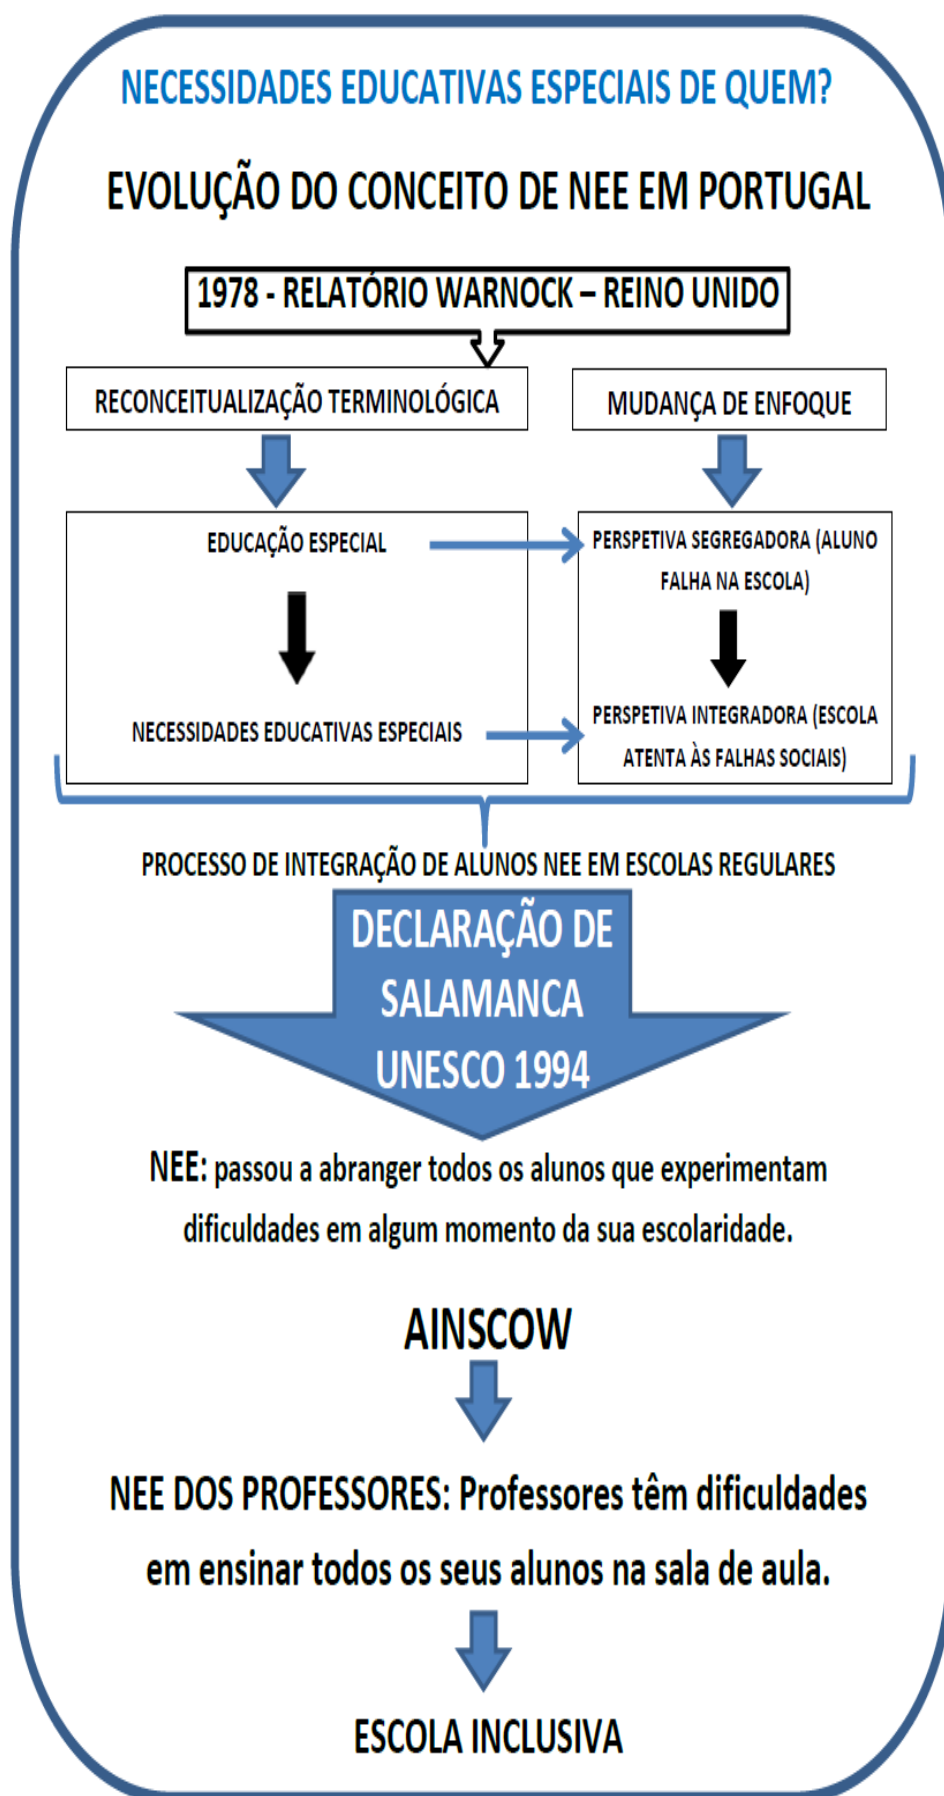 NECESSIDADES EDUCATIVAS ESPECIAIS DE QUEM?
EVOLUÇÃO DO CONCEITO DE NEE EM PORTUGAL
1978 - RELATÓRIO WARNOCK – REINO UNIDO
RECONCEITUALIZAÇÃO TERMINOLÓGICA
MUDANÇA DE ENFOQUE
EDUCAÇÃO ESPECIAL
PERSPETIVA SEGREGADORA (ALUNO
FALHA NA ESCOLA)
NECESSIDADES EDUCATIVAS ESPECIAIS
PERSPETIVA INTEGRADORA (ESCOLA
ATENTA ÀS FALHAS SOCIAIS)
PROCESSO DE INTEGRAÇÃO DE ALUNOS NEE EM ESCOLAS REGULARES
DECLARAÇÃO DE
SALAMANCA
UNESCO 1994
NEE: passou a abranger todos os alunos que experimentam
dificuldades em algum momento da sua escolaridade.
AINSCOW
NEE DOS PROFESSORES: Professores têm dificuldades
em ensinar todos os seus alunos na sala de aula.
ESCOLA INCLUSIVA